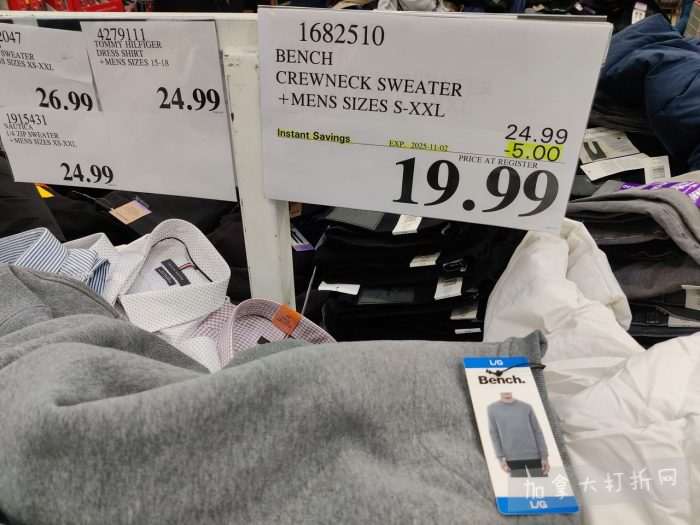 2047
SWEATER
SIZES XS-XXL
26.99
1915431
NAUTICA
1/4 ZIP SWEATER
+MENS SIZES XS-XXL
24.99
4279111
TOMMY HILFIGER
DRESS SHIRT
+MENS SIZES 15-18
24.99
1682510
BENCH
CREWNECK SWEATER
+MENS SIZES S-XXL
24.99
Instant Savings EXP. 2025-11-02 -5.00
PRICE AT REGISTER
19.99
L/G
Bench.
L/G
加拿大打折网